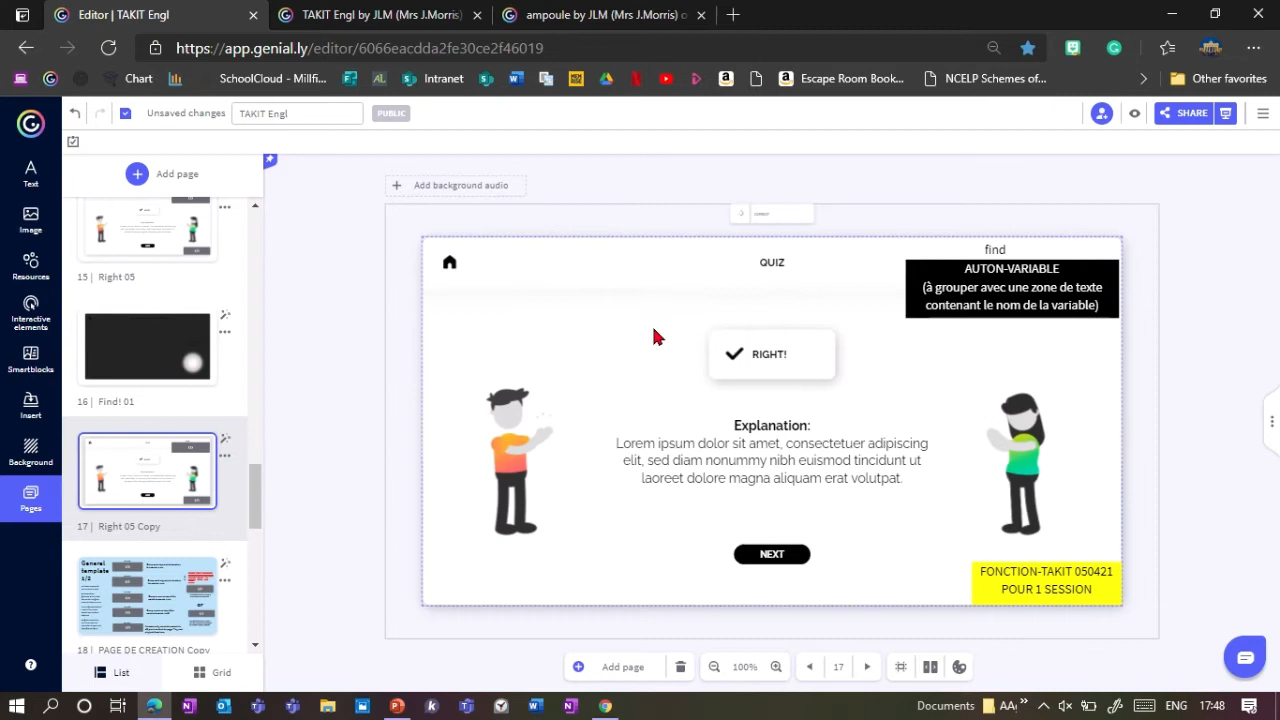 Editor | Genially
TAKIT Engl by JLM (Mrs J.Morris)
ampoule by JLM (Mrs J.Morris) o
https://app.genial.ly/editor/6066eacdda2fe30ce2f46019
Chart
SchoolCloud - Millfi...
Intranet
Escape Room Book...
NCELP Schemes of...
Other favorites
Unsaved changes
TAKIT Engl
PUBLIC
SHARE
Add page
Text
Image
Resources
Interactive
elements
Smartblocks
Insert
Background
Pages
15 | Right 05
16 | Find! 01
17 | Right 05 Copy
General
template
1/2
18 | PAGE DE CREATION Copy
List
Grid
Add background audio
CORRECT
find
QUIZ
AUTON-VARIABLE
(à grouper avec une zone de texte
contenant le nom de la variable)
RIGHT!
Explanation:
Lorem ipsum dolor sit amet, consectetuer adipiscing
elit, sed diam nonummy nibh euismod tincidunt ut
laoreet dolore magna aliquam erat volutpat.
NEXT
FONCTION-TAKIT 050421
POUR 1 SESSION
Add page
100%
17
Documents
ENG
17:48